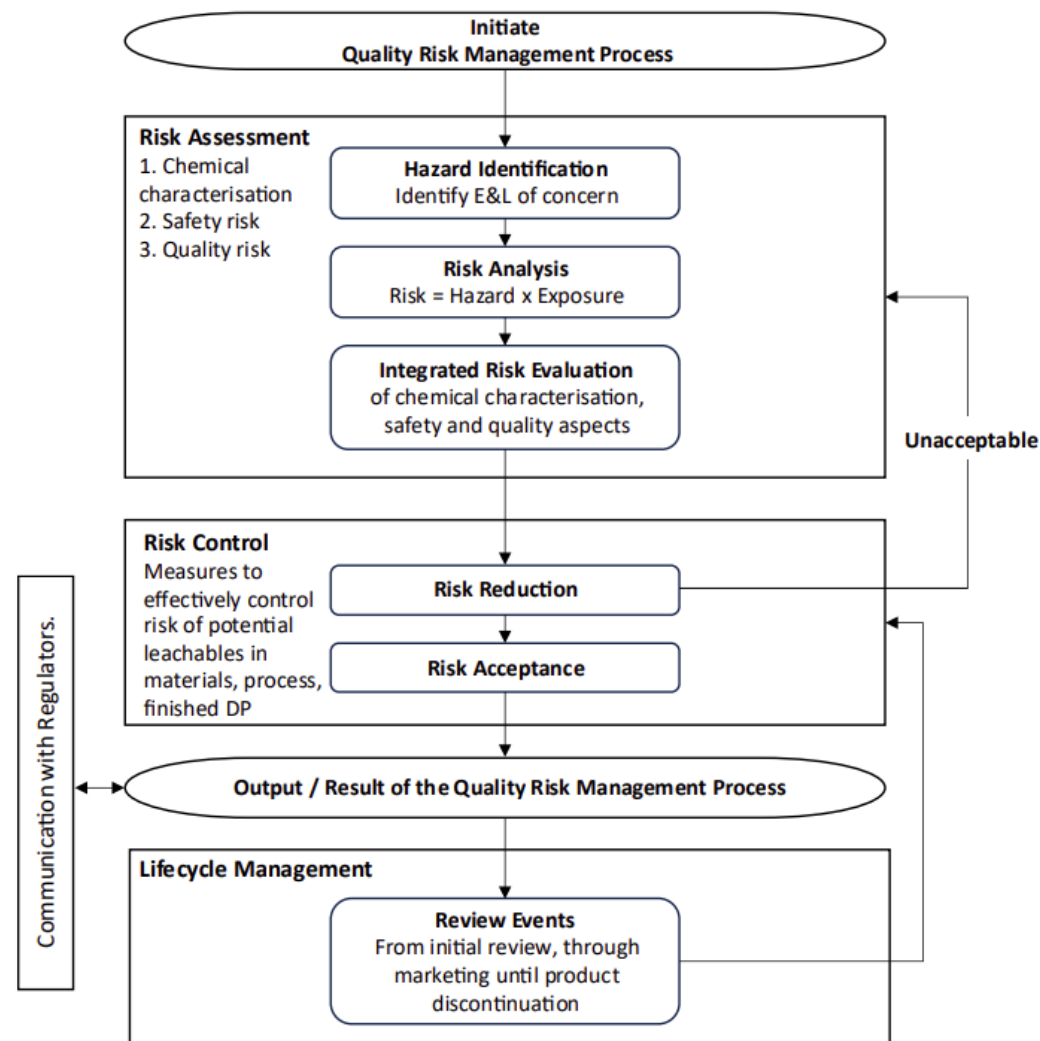 Initiate
Quality Risk Management Process
Risk Assessment
1. Chemical
characterisation
2. Safety risk
3. Quality risk
Hazard Identification
Identify E&L of concern
Risk Analysis
Risk = Hazard x Exposure
Integrated Risk Evaluation
of chemical characterisation,
safety and quality aspects
Unacceptable
Risk Control
Measures to
effectively control
risk of potential
leachables in
materials, process,
finished DP
Risk Reduction
Risk Acceptance
Communication with Regulators.
Output / Result of the Quality Risk Management Process
Lifecycle Management
Review Events
From initial review, through
marketing until product
discontinuation